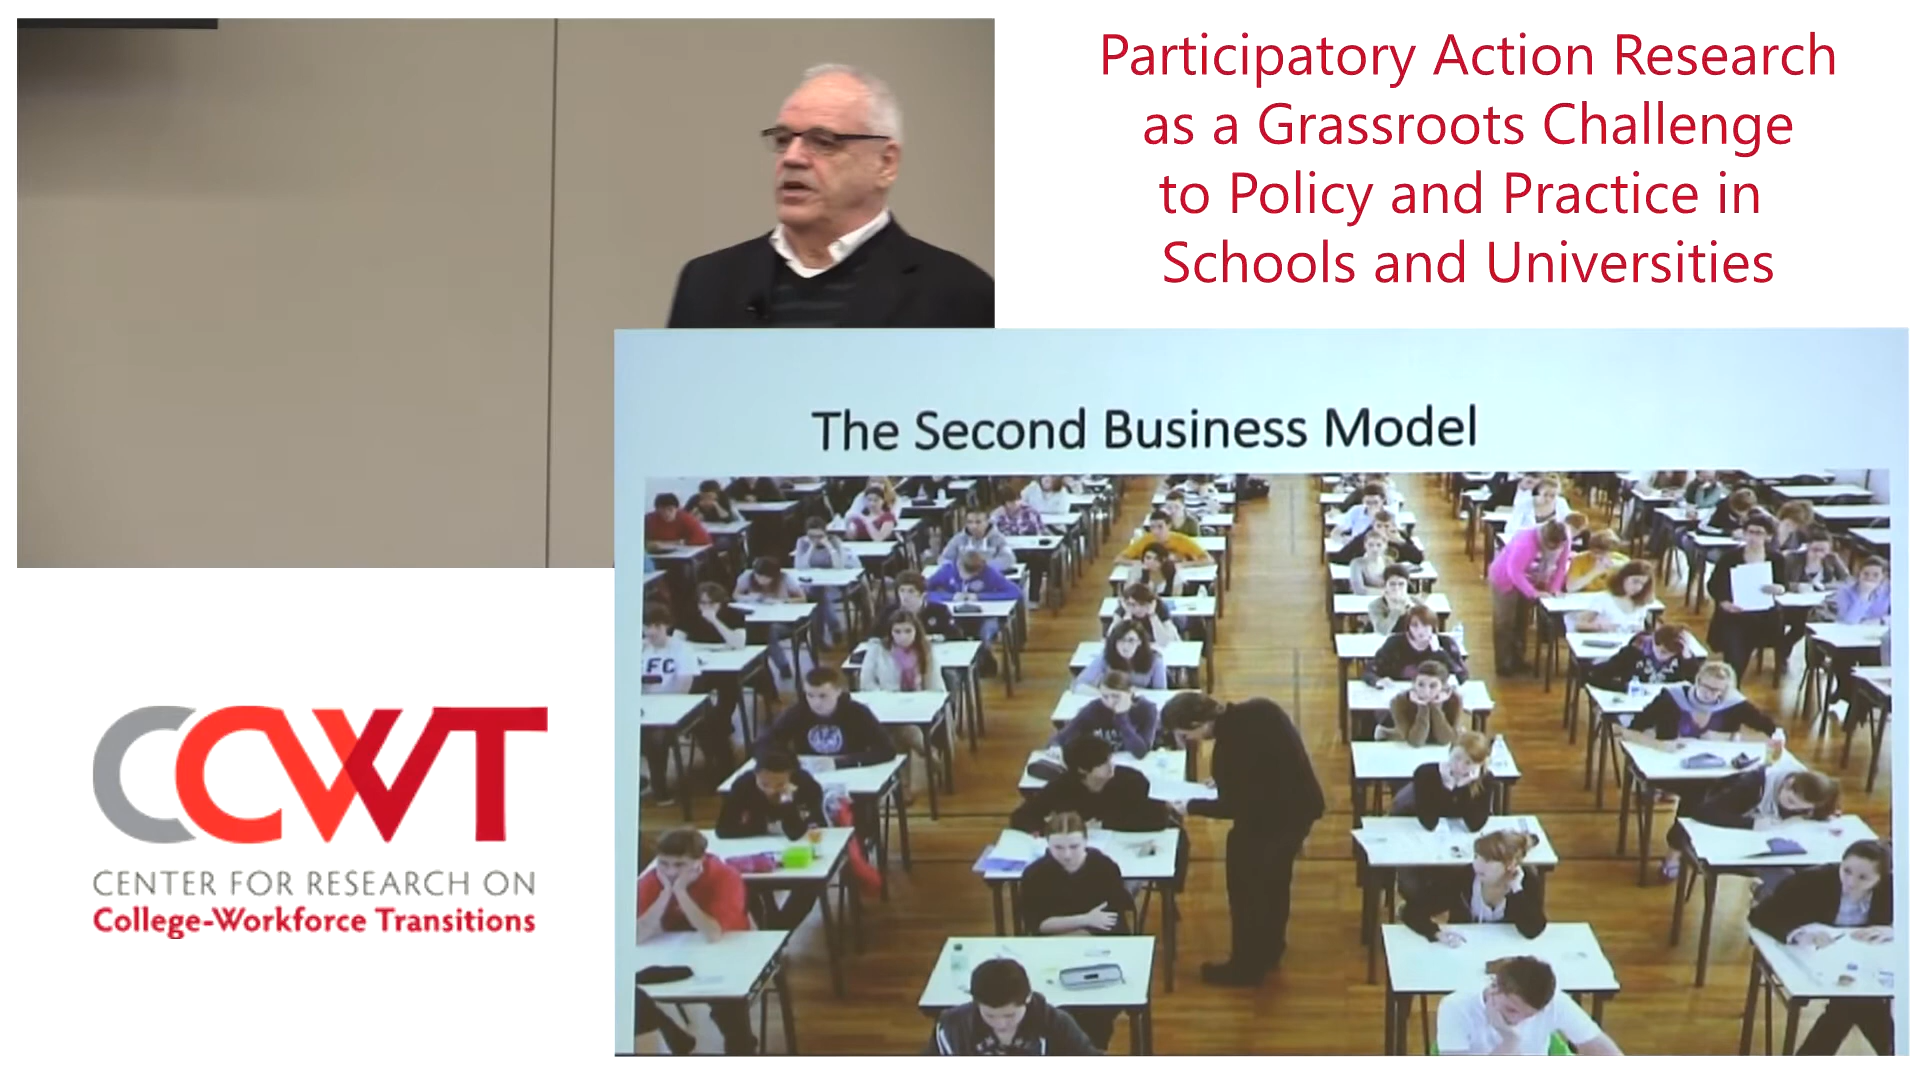 Participatory Action Research
as a Grassroots Challenge
to Policy and Practice in
Schools and Universities
The Second Business Model
FC
CCWT
CENTER FOR RESEARCH ON
College-Workforce Transitions